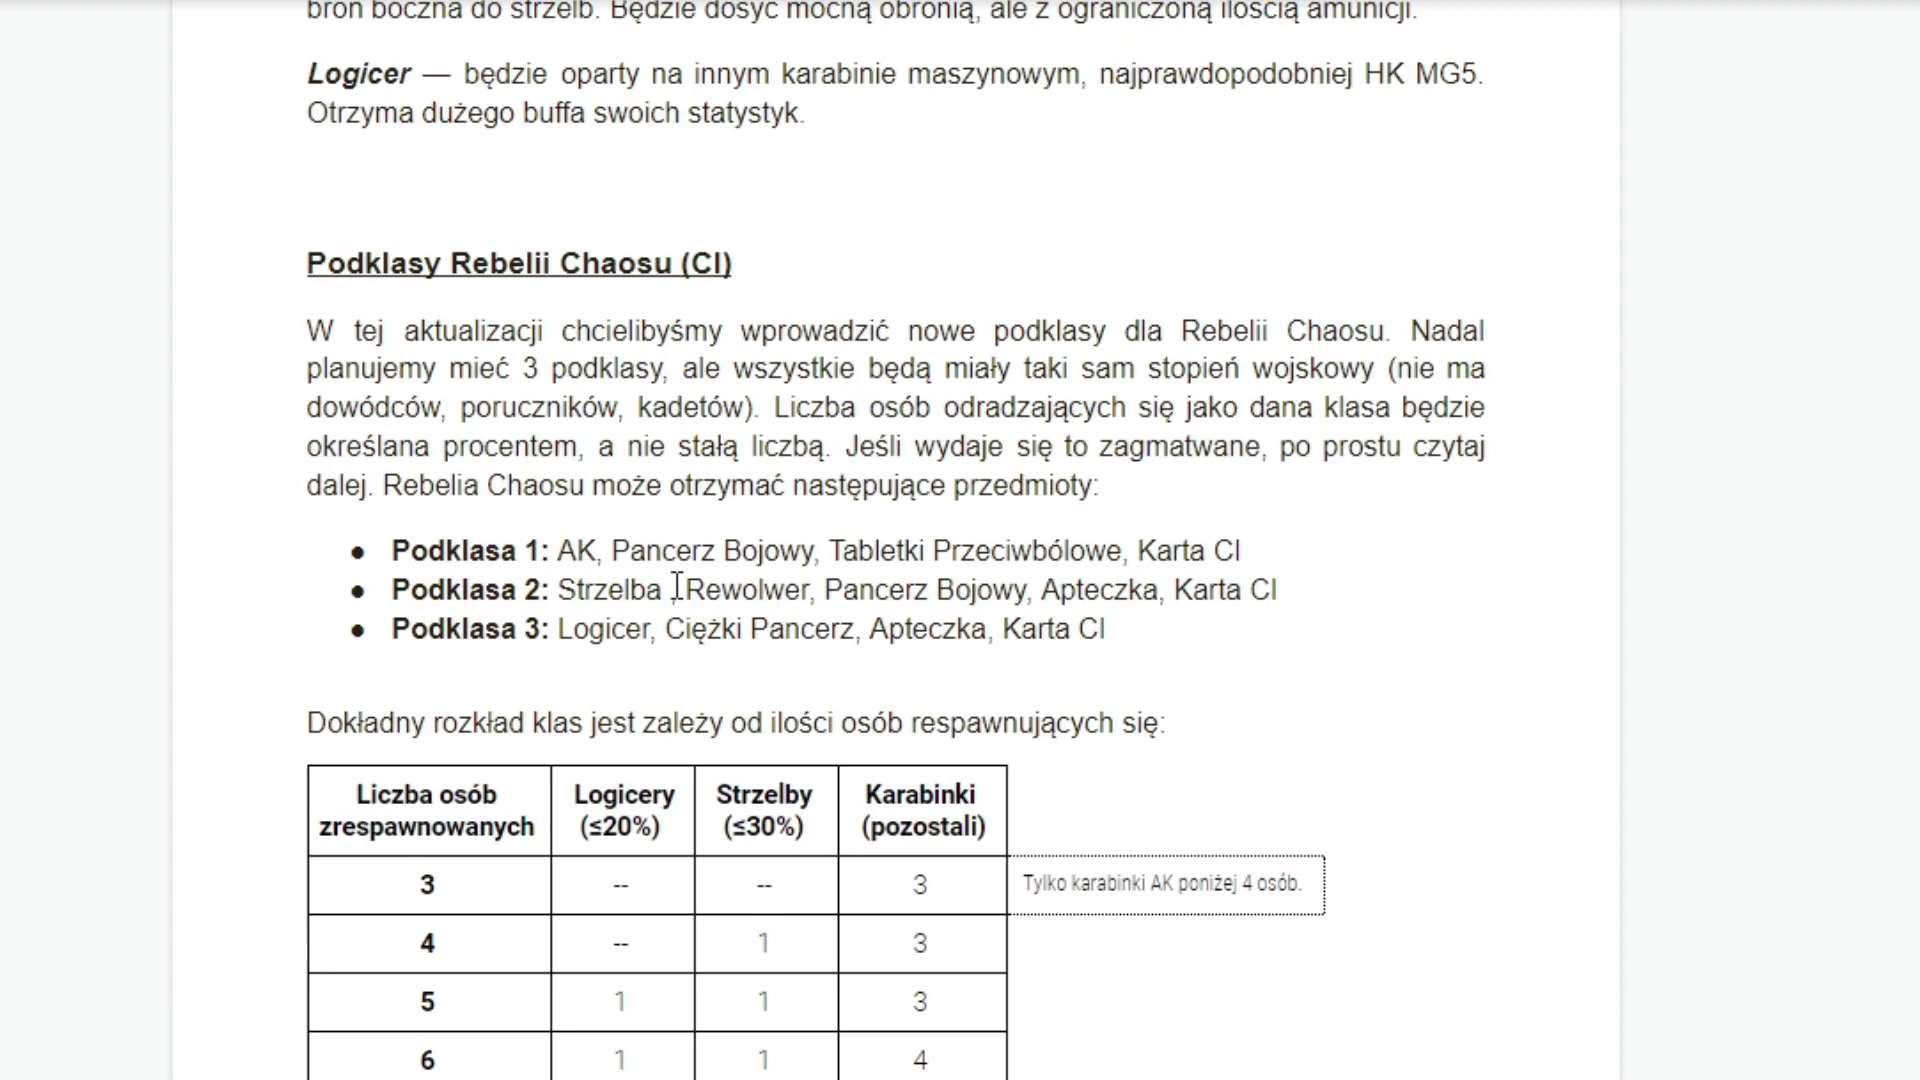 broń boczna do strzelb. Będzie dosyć mocną obronią, ale z ograniczoną ilością amunicji.
Logicer — będzie oparty na innym karabinie maszynowym, najprawdopodobniej HK MG5.
Otrzyma dużego buffa swoich statystyk.
Podklasy Rebelii Chaosu (CI)
W tej aktualizacji chcielibyśmy wprowadzić nowe podklasy dla Rebelii Chaosu. Nadal
planujemy mieć 3 podklasy, ale wszystkie będą miały taki sam stopień wojskowy (nie ma
dowódców, poruczników, kadetów). Liczba osób odradzających się jako dana klasa będzie
określana procentem, a nie stałą liczbą. Jeśli wydaje się to zagmatwane, po prostu czytaj
dalej. Rebelia Chaosu może otrzymać następujące przedmioty:
● Podklasa 1: AK, Pancerz Bojowy, Tabletki Przeciwbólowe, Karta CI
● Podklasa 2: Strzelba Rewolwer, Pancerz Bojowy, Apteczka, Karta CI
● Podklasa 3: Logicer, Ciężki Pancerz, Apteczka, Karta CI
Dokładny rozkład klas jest zależy od ilości osób respawnujących się:
Liczba osób zrespawnowanych Logicery (≤20%) Strzelby (≤30%) Karabinki (pozostali)
3 -- -- 3 Tylko karabinki AK poniżej 4 osób.
4 -- 1 3
5 1 1 3
6 1 1 4